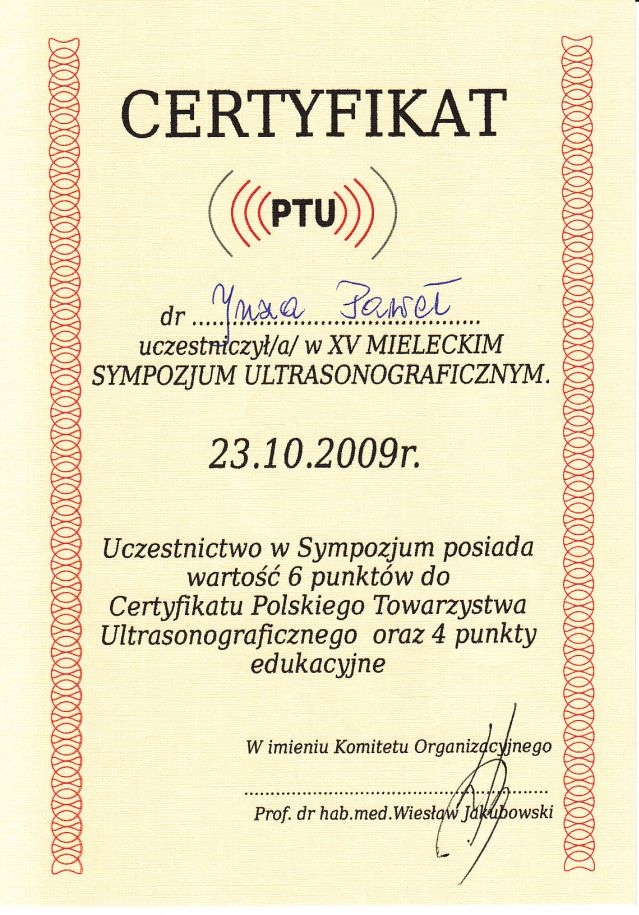 CERTYFIKAT
PTU
dr ........ Paweł ........
uczestniczył/a/ w XV MIELECKIM
SYMPOZJUM ULTRASONOGRAFICZNYM.
23.10.2009r.
Uczestnictwo w Sympozjum posiada
wartość 6 punktów do
Certyfikatu Polskiego Towarzystwa
Ultrasonograficznego oraz 4 punkty
edukacyjne
W imieniu Komitetu Organizacyjnego
Prof. dr hab.med.Wiesław Jakubowski